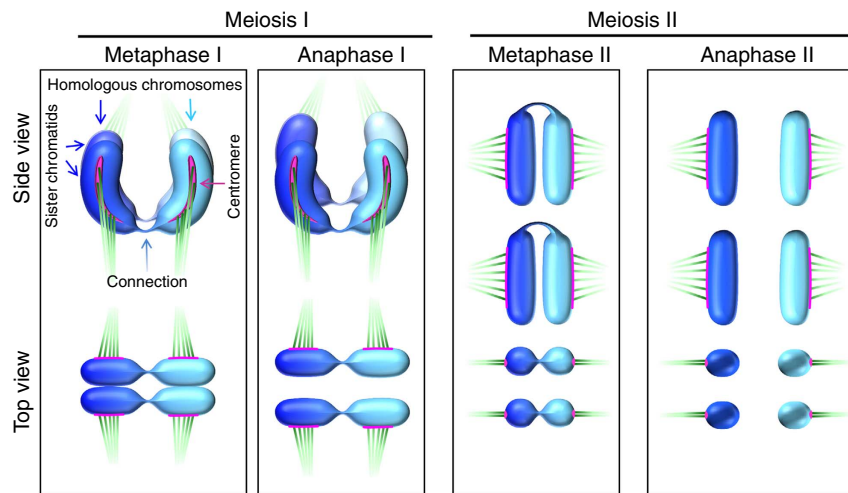 Meiosis I
Meiosis II
Metaphase I
Anaphase I
Metaphase II
Anaphase II
Side view
Homologous chromosomes
Sister chromatids
Centromere
Connection
Top view